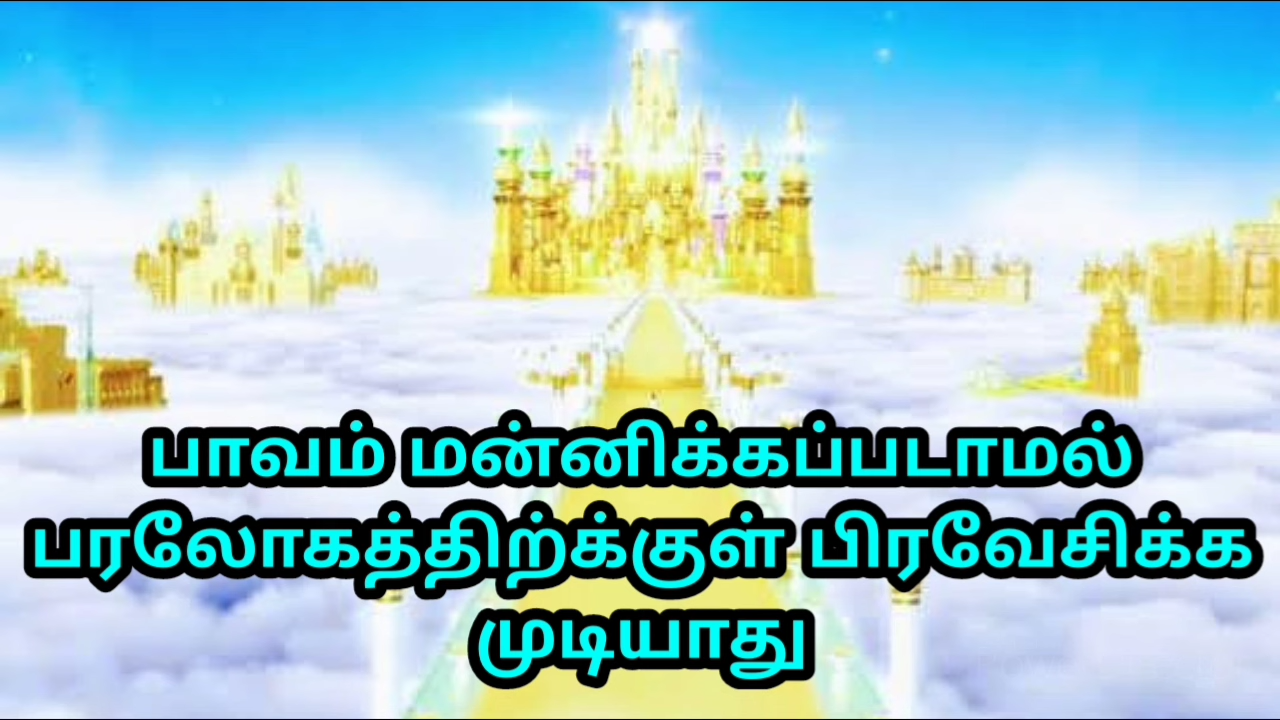 பாவம் மன்னிக்கப்படாமல்
பரலோகத்திற்க்குள் பிரவேசிக்க
முடியாது